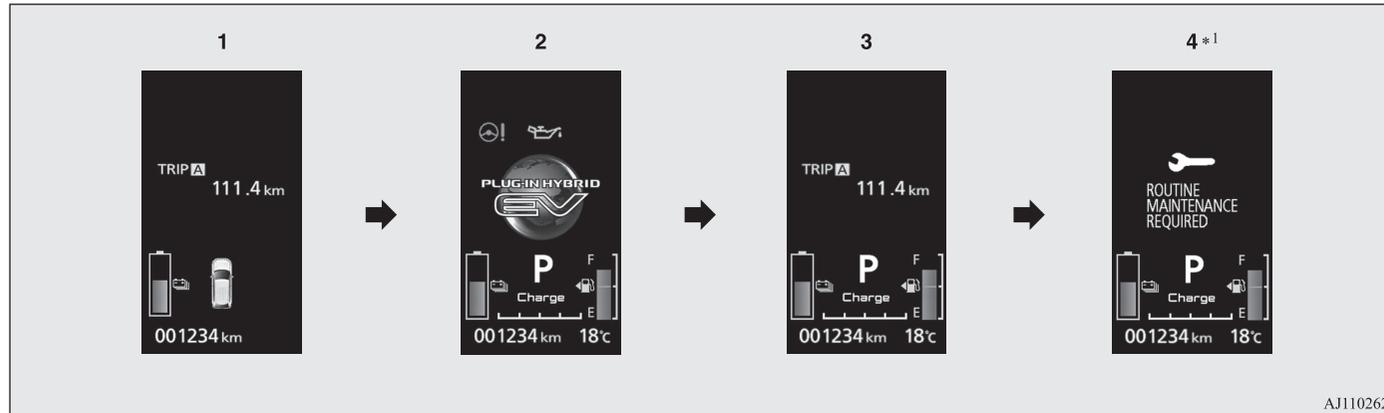 1
2
3
4 *1
TRIP A
111.4 km
001234 km
PLUG-IN HYBRID
EV
P
Charge
F
E
001234 km 18℃
TRIP A
111.4 km
P
Charge
F
E
001234 km 18℃
ROUTINE
MAINTENANCE
REQUIRED
P
Charge
F
E
001234 km 18℃